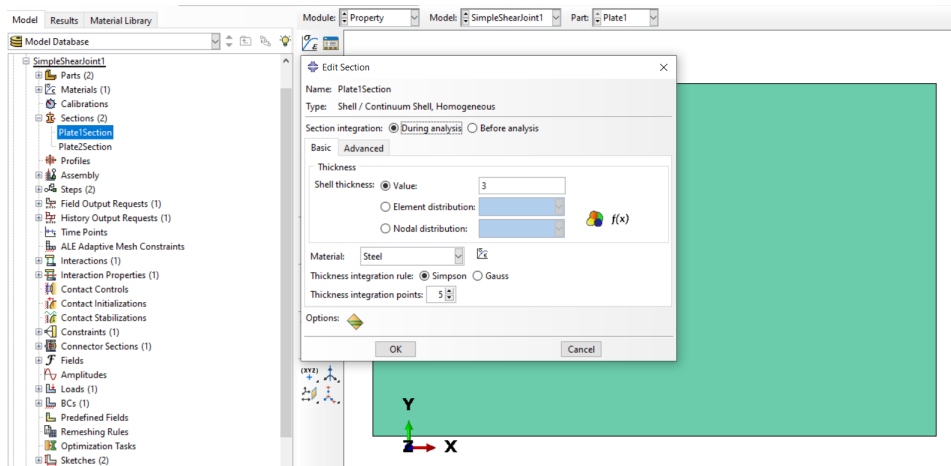 Model Results Material Library
Module: Property Model: SimpleShearJoint1 Part: Plate1
Model Database
SimpleShearJoint1
Parts (2)
Materials (1)
Calibrations
Sections (2)
Plate1Section
Plate2Section
Profiles
Assembly
Steps (2)
Field Output Requests (1)
History Output Requests (1)
Time Points
ALE Adaptive Mesh Constraints
Interactions (1)
Interaction Properties (1)
Contact Controls
Contact Initializations
Contact Stabilizations
Constraints (1)
Connector Sections (1)
Fields
Amplitudes
Loads (1)
BCs (1)
Predefined Fields
Remeshing Rules
Optimization Tasks
Sketches (2)
Edit Section
Name: Plate1Section
Type: Shell / Continuum Shell, Homogeneous
Section integration: During analysis Before analysis
Basic Advanced
Thickness
Shell thickness: Value: 3
Element distribution:
f(x)
Nodal distribution:
Material: Steel
Thickness integration rule: Simpson Gauss
Thickness integration points: 5
Options:
OK Cancel
(XYZ)
Y
Z X